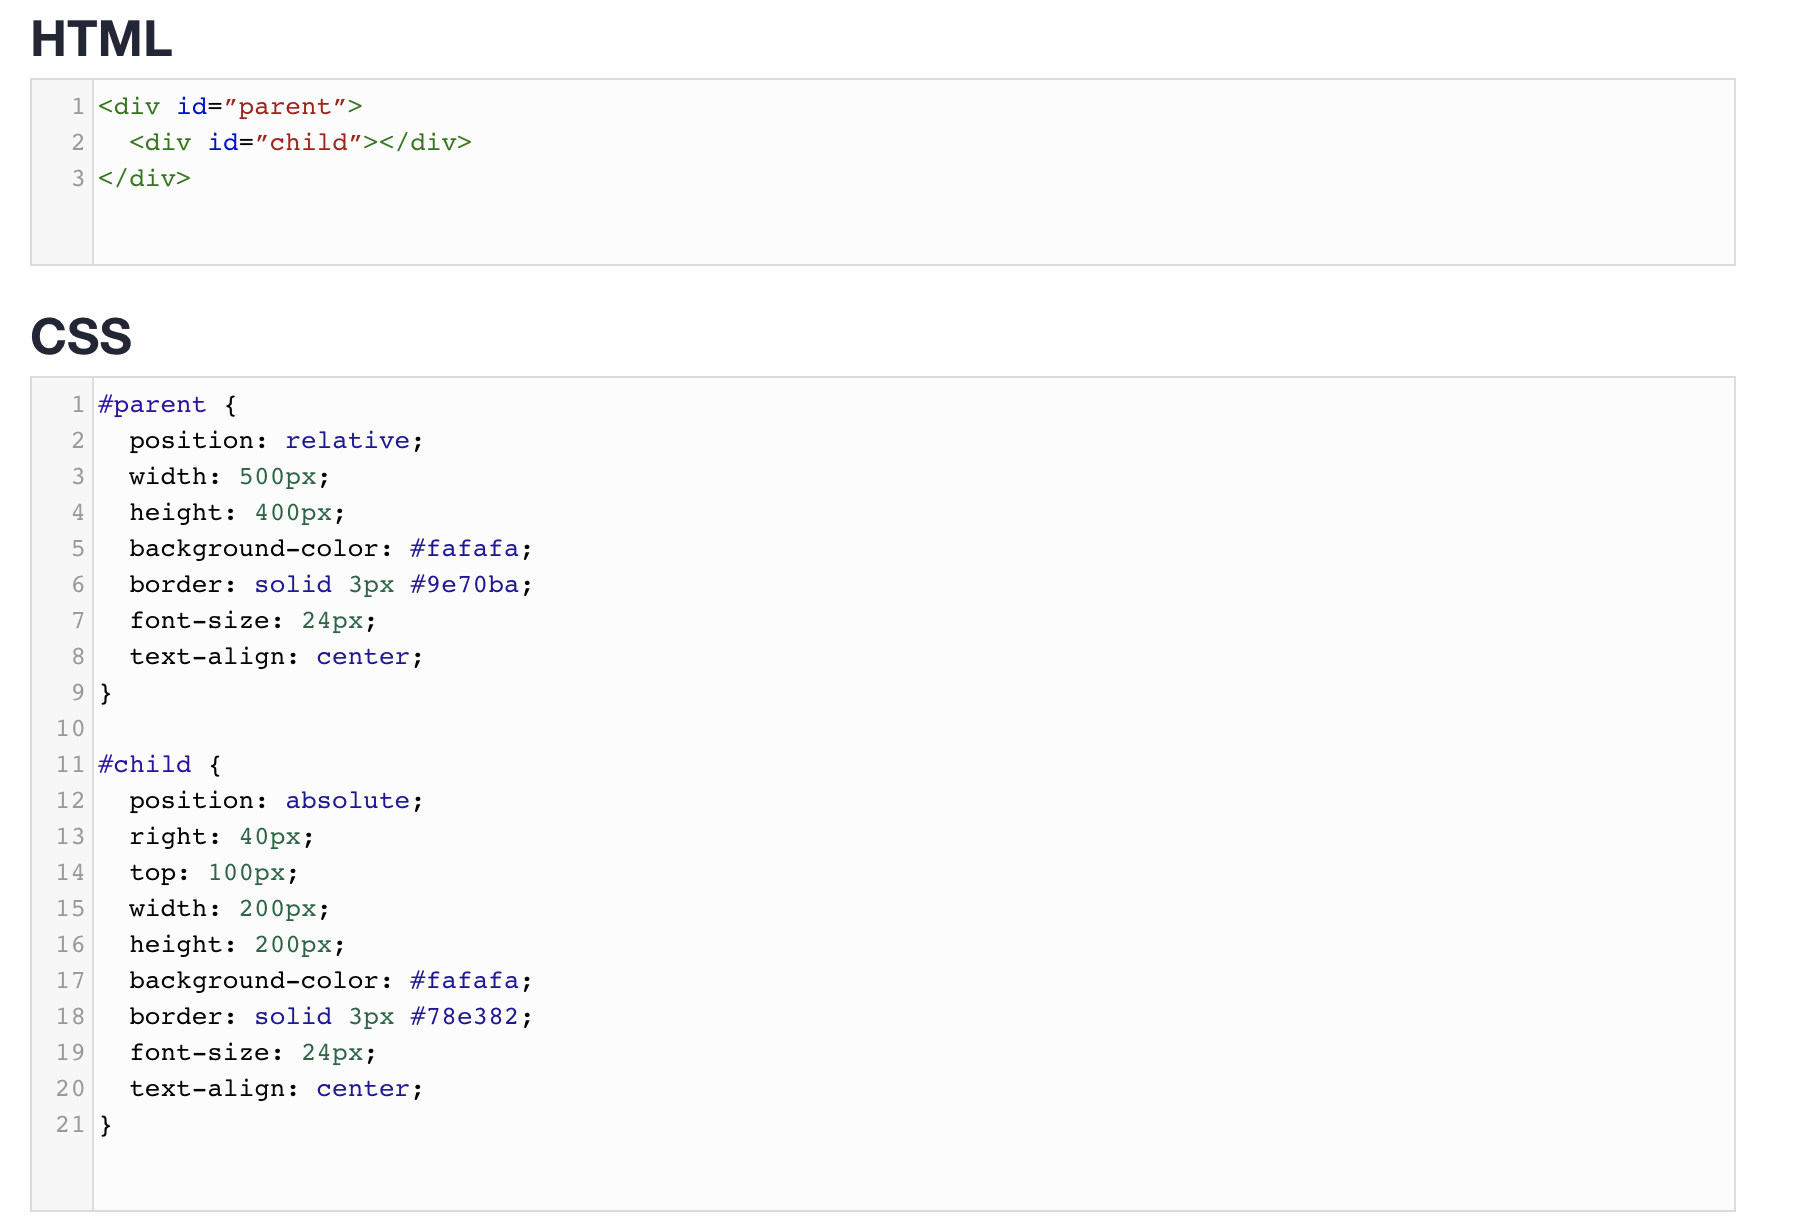 HTML
1 <div id=”parent”>
2   <div id=”child”></div>
3 </div>
CSS
1 #parent {
2   position: relative;
3   width: 500px;
4   height: 400px;
5   background-color: #fafafa;
6   border: solid 3px #9e70ba;
7   font-size: 24px;
8   text-align: center;
9 }
10
11 #child {
12   position: absolute;
13   right: 40px;
14   top: 100px;
15   width: 200px;
16   height: 200px;
17   background-color: #fafafa;
18   border: solid 3px #78e382;
19   font-size: 24px;
20   text-align: center;
21 }